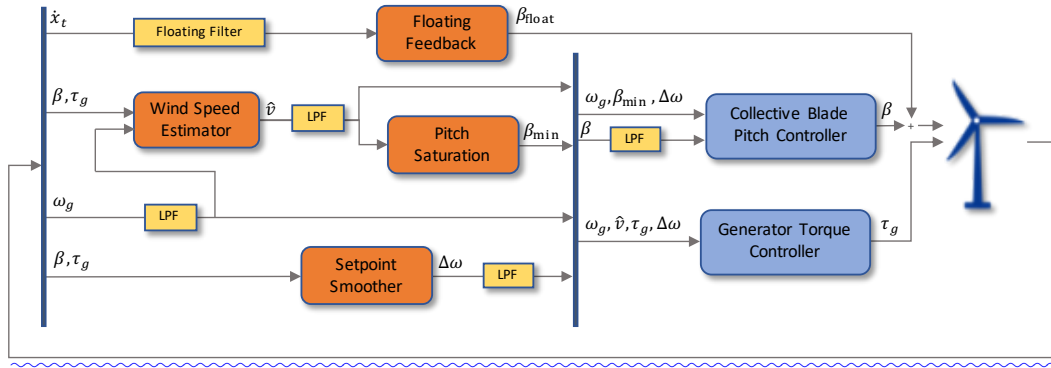 ẋ_t
Floating Filter
Floating
Feedback
β_float
β, τ_g
Wind Speed
Estimator
v̂
LPF
Pitch
Saturation
β_min
ω_g, β_min , Δω
β
LPF
Collective Blade
Pitch Controller
β
+
ω_g
LPF
ω_g, v̂, τ_g, Δω
Generator Torque
Controller
τ_g
β, τ_g
Setpoint
Smoother
Δω
LPF